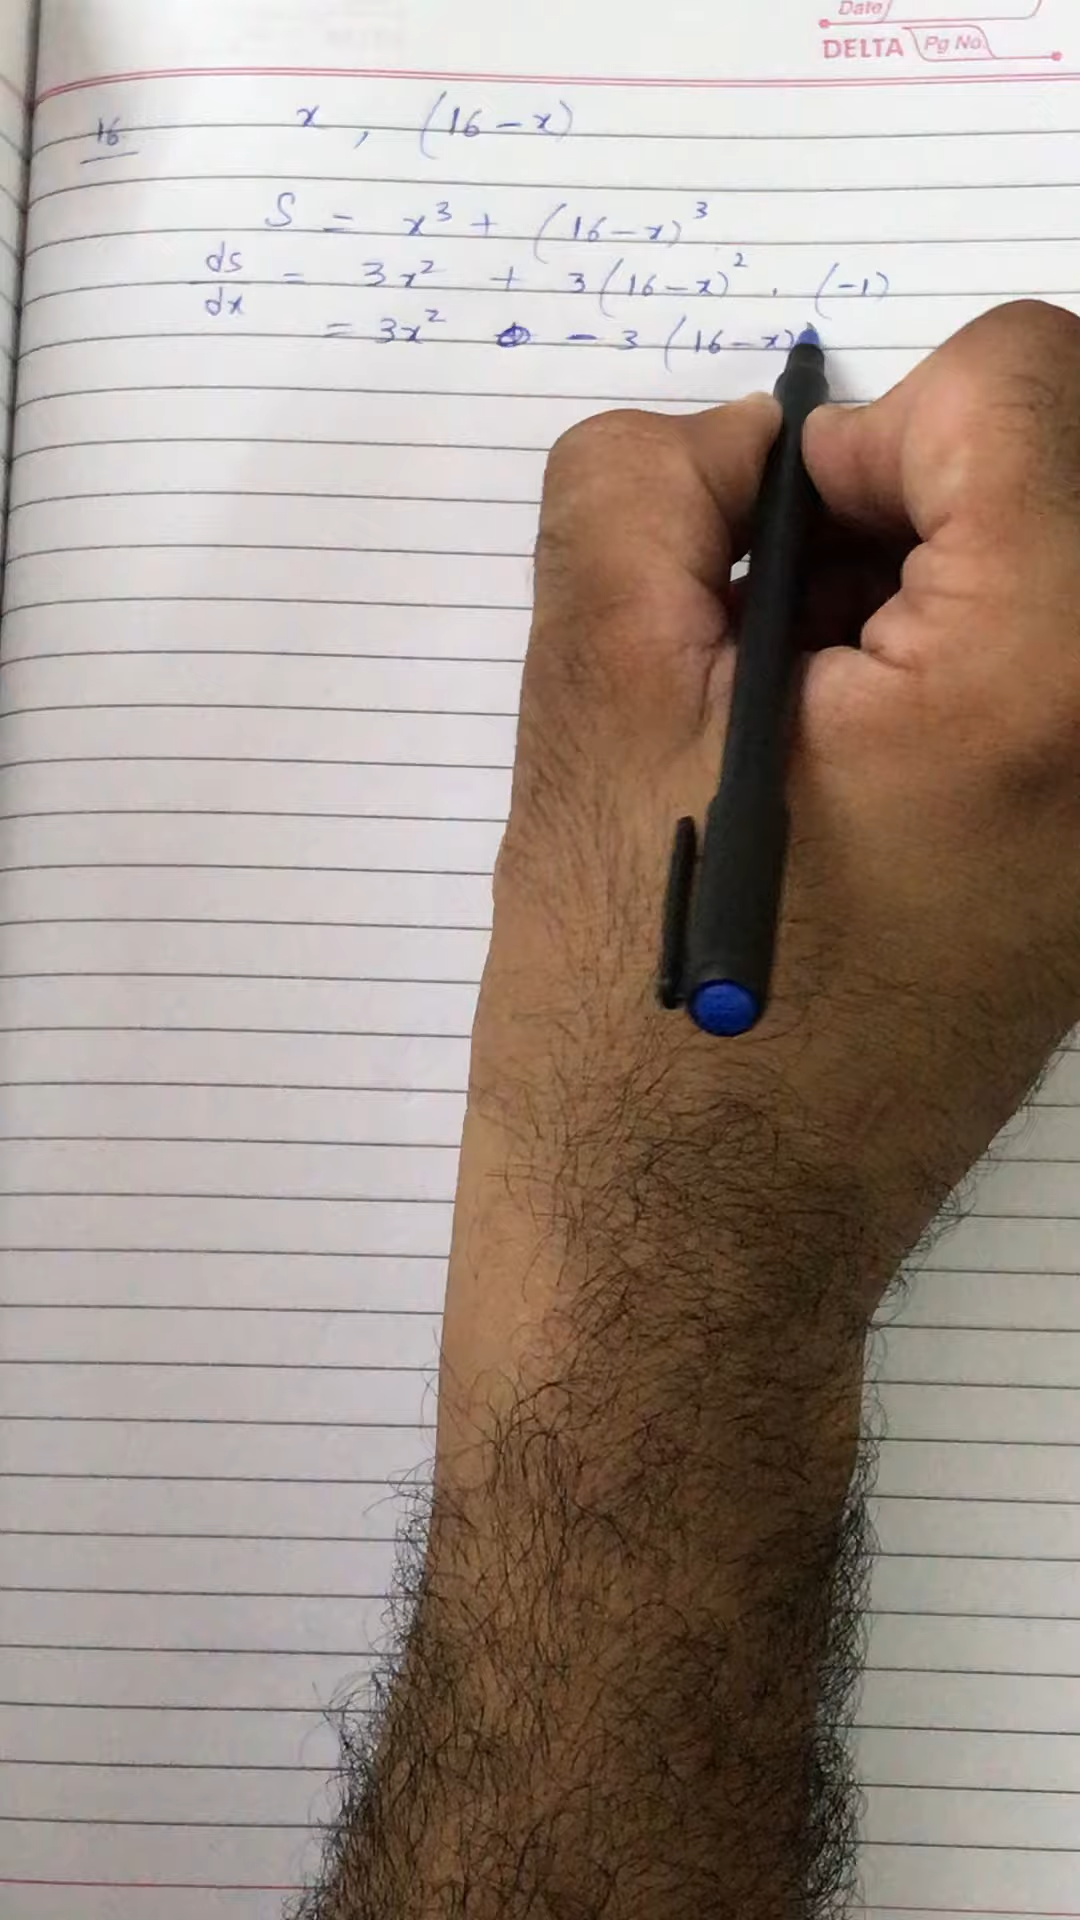 Date
DELTA Pg No.
16 x , (16-x)
S = x³ + (16-x)³
ds/dx = 3x² + 3(16-x)² . (-1)
= 3x² - 3(16-x)